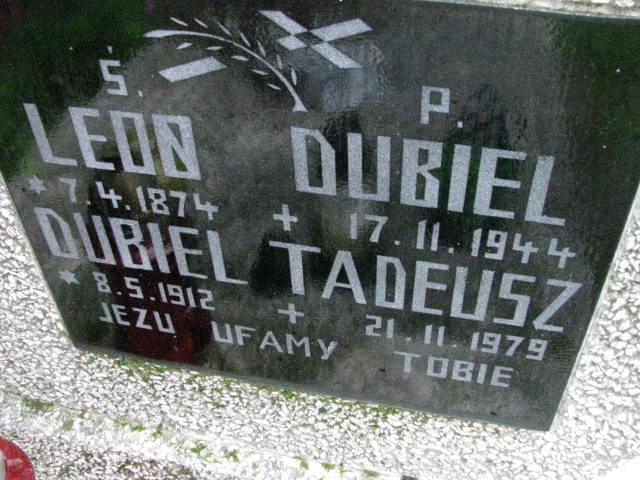 Ś. P.
LEON DUBIEL
* 7.4.1874 + 17.11.1944
DUBIEL TADEUSZ
* 8.5.1912 + 21.11.1979
JEZU UFAMY TOBIE